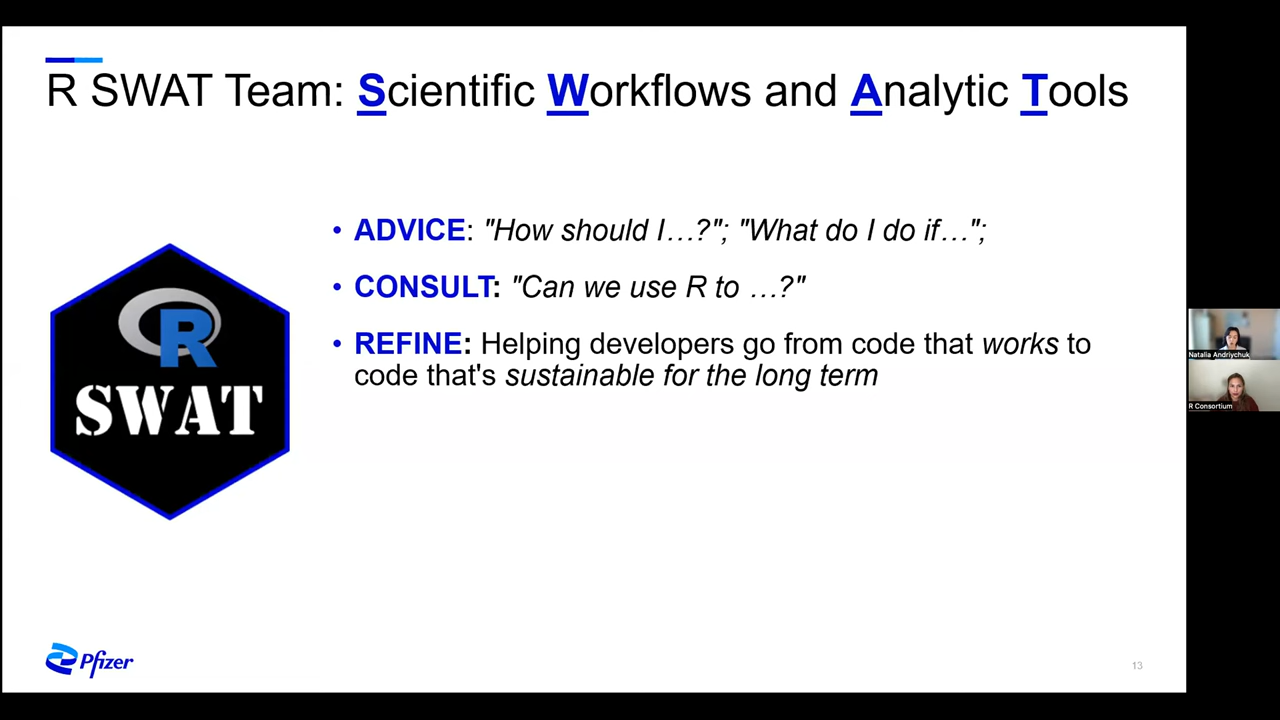 R SWAT Team: Scientific Workflows and Analytic Tools
• ADVICE: "How should I…?"; "What do I do if…";
• CONSULT: "Can we use R to …?"
• REFINE: Helping developers go from code that works to
code that's sustainable for the long term
R
SWAT
Natalia Andriychuk
R Consortium
Pfizer
13